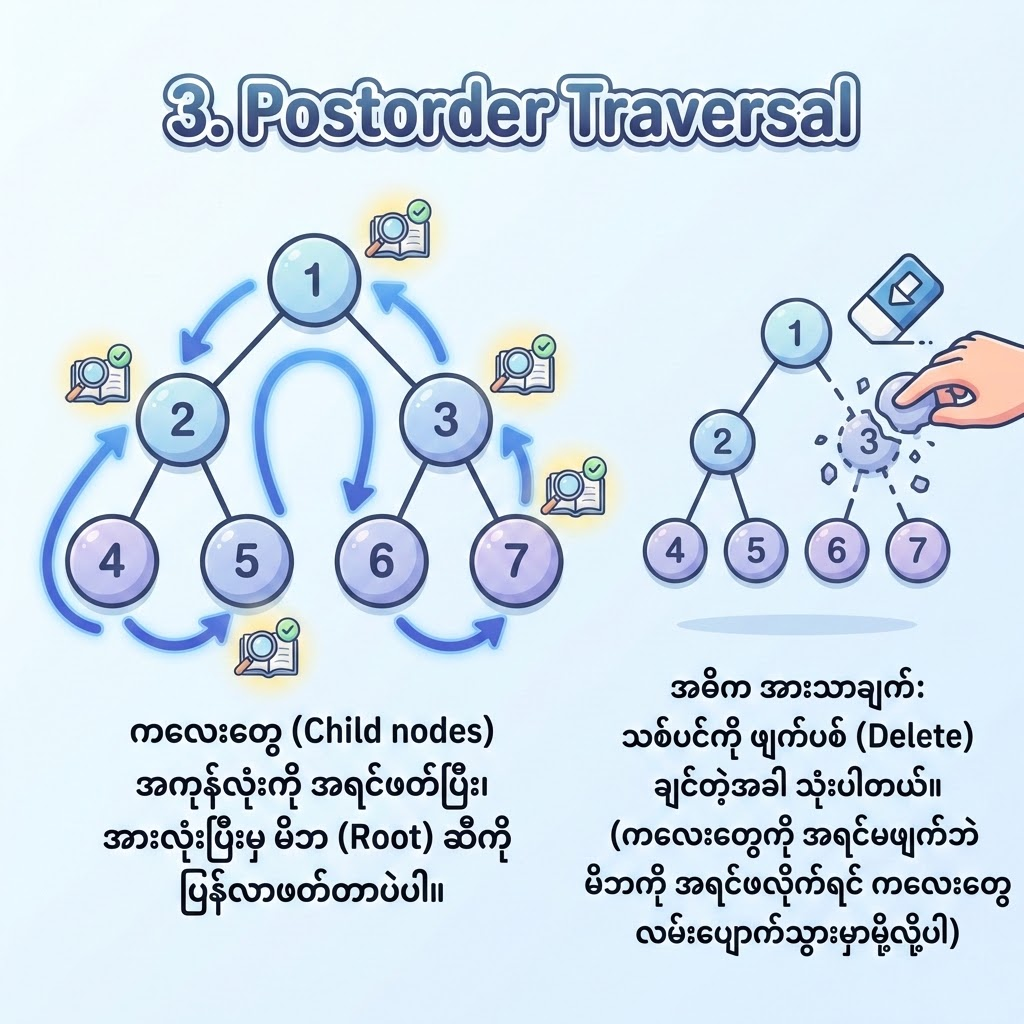 3. Postorder Traversal
1
2
3
4
5
6
7
1
2
3
4
5
6
7
ကလေးတွေ (Child nodes)
အကုန်လုံးကို အရင်ဖတ်ပြီး၊
အားလုံးပြီးမှ မိဘ (Root) ဆီကို
ပြန်လာဖတ်တာပဲပါ။
အဓိက အားသာချက်:
သစ်ပင်ကို ဖျက်ပစ် (Delete)
ချင်တဲ့အခါ သုံးပါတယ်။
(ကလေးတွေကို အရင်မဖျက်ဘဲ
မိဘကို အရင်ဖလိုက်ရင် ကလေးတွေ
လမ်းပျောက်သွားမှာမို့လို့ပါ)